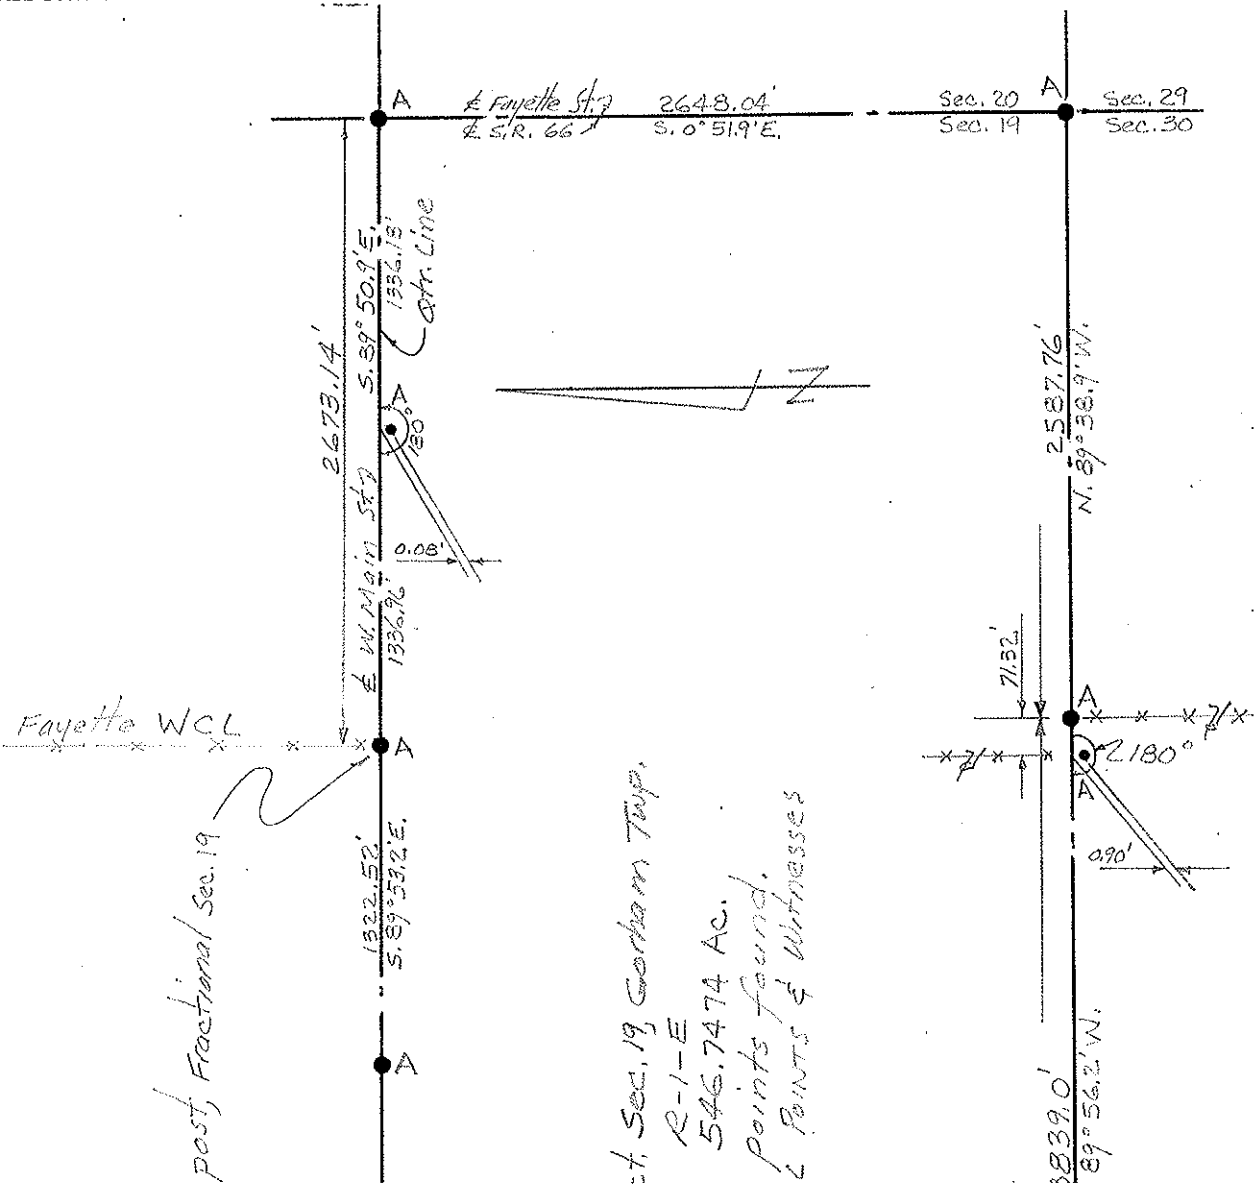 A
℄ Fayette St.
2648.04'
Sec. 20
A
Sec. 29
℄ S.R. 66
S. 0° 51.9' E.
Sec. 19
Sec. 30
2673.14'
S. 89° 50.9' E.
1336.18'
Qtr. Line
A
180°
0.08'
℄ W. Main St.
1336.96'
N
2587.76'
N. 89° 38.9' W.
71.32'
Fayette WCL
A
A
180°
A
0.90'
post, Fractional Sec. 19
1322.52'
S. 89° 53.2' E.
A
ct. Sec. 19, Gorham Twp.
R-1-E
546.7474 Ac.
Points found.
Points & Witnesses
3839.0'
89° 56.2' W.